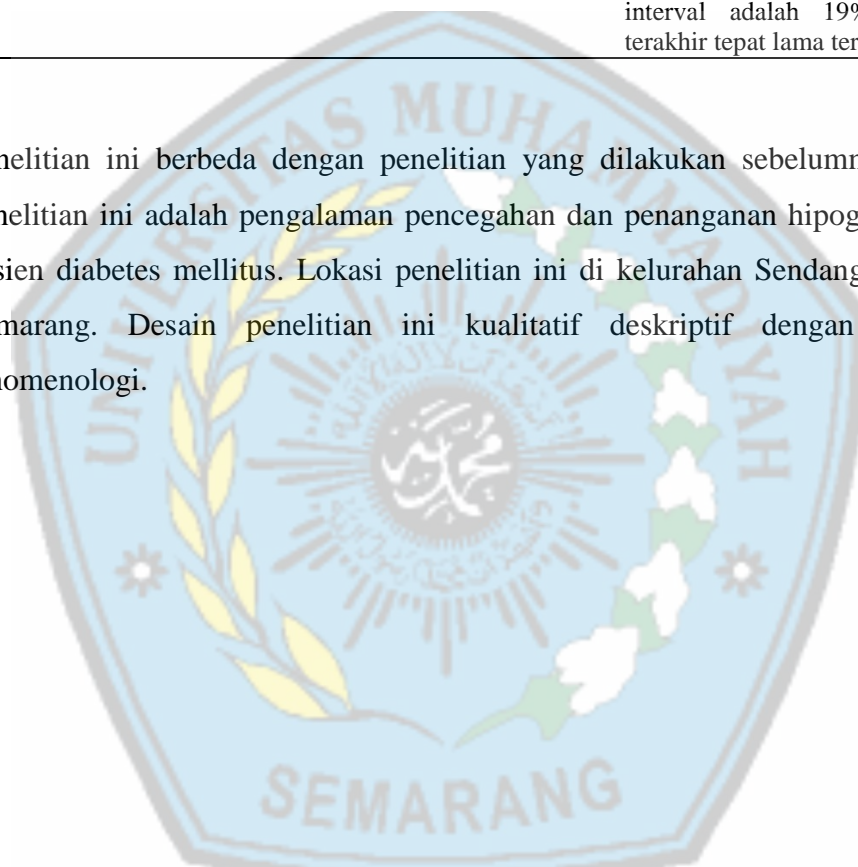 interval adalah 19%
terakhir tepat lama ter
nelitian ini berbeda dengan penelitian yang dilakukan sebelumn
nelitian ini adalah pengalaman pencegahan dan penanganan hipog
sien diabetes mellitus. Lokasi penelitian ini di kelurahan Sendang
marang. Desain penelitian ini kualitatif deskriptif dengan
nomenologi.
UNIVERSITAS MUHAMMADIYAH
SEMARANG